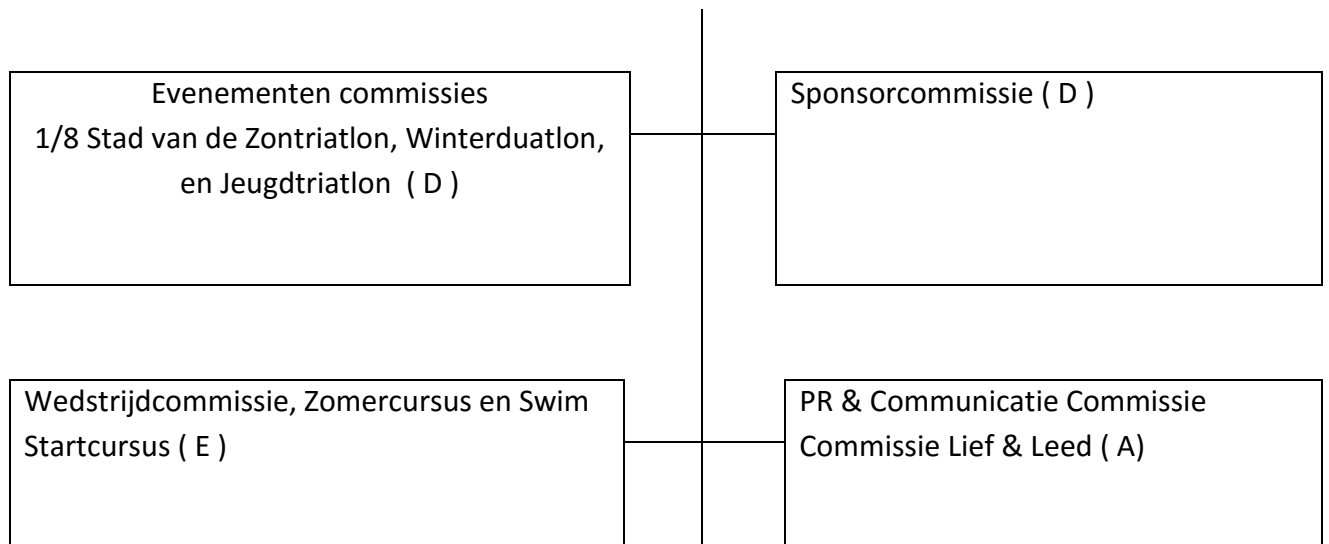 Evenementen commissies
1/8 Stad van de Zontriatlon, Winterduatlon,
en Jeugdtriatlon ( D )
Sponsorcommissie ( D )
Wedstrijdcommissie, Zomercursus en Swim
Startcursus ( E )
PR & Communicatie Commissie
Commissie Lief & Leed ( A)